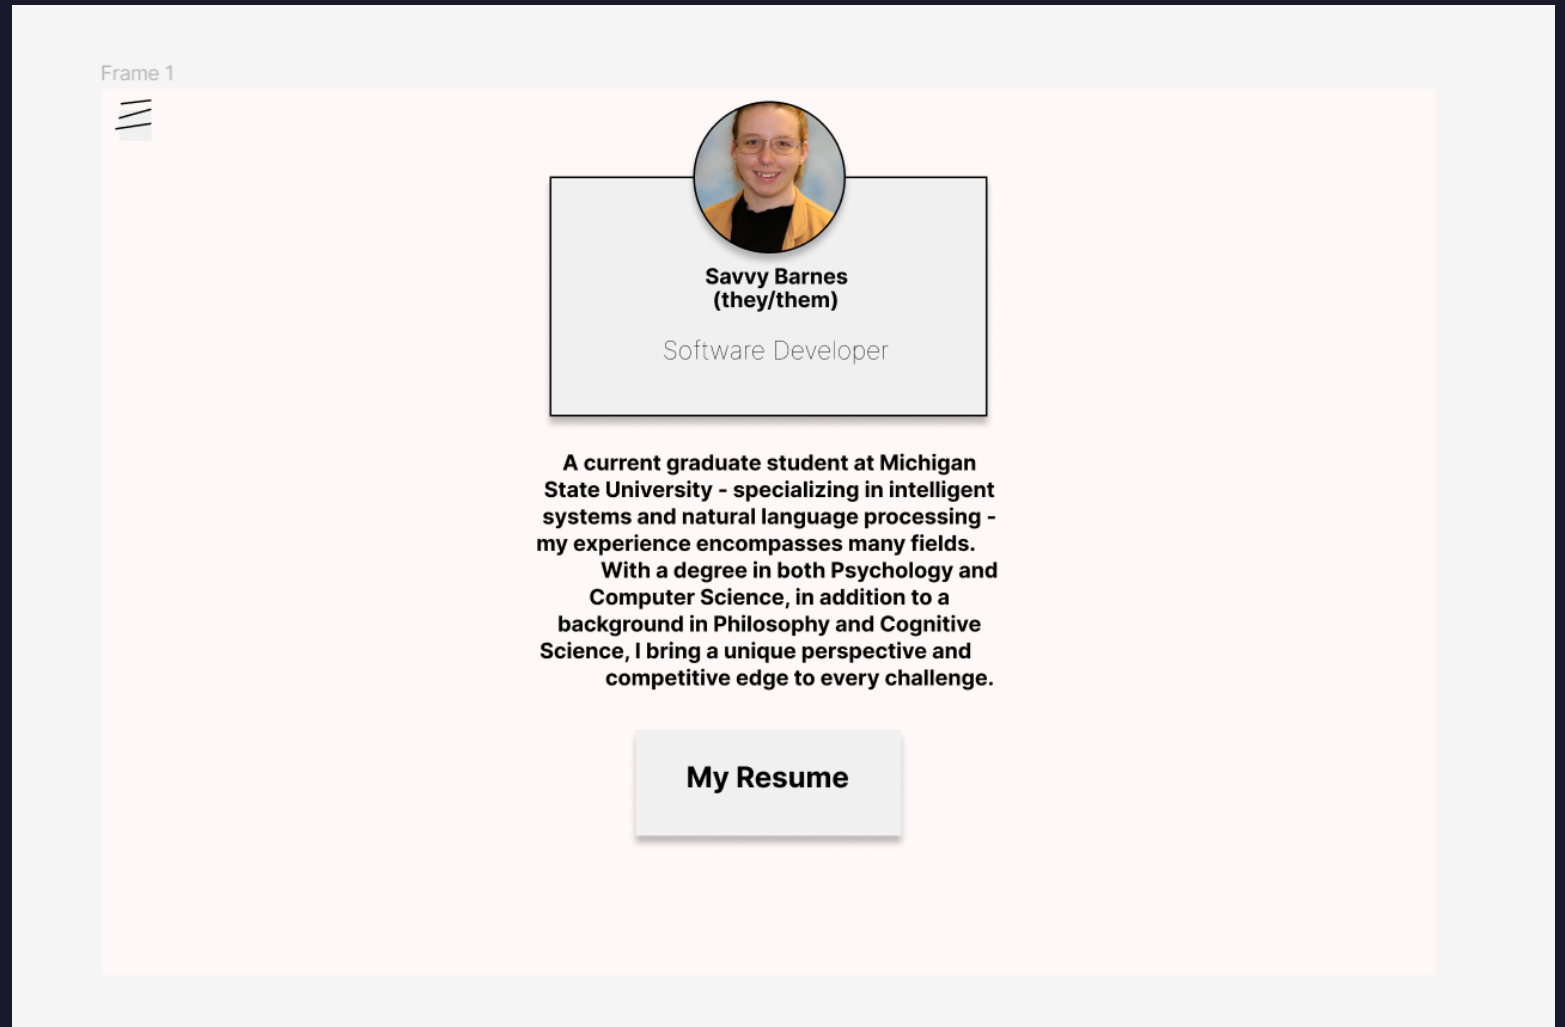 Frame 1
Savvy Barnes
(they/them)
Software Developer
A current graduate student at Michigan
State University - specializing in intelligent
systems and natural language processing -
my experience encompasses many fields.
With a degree in both Psychology and
Computer Science, in addition to a
background in Philosophy and Cognitive
Science, I bring a unique perspective and
competitive edge to every challenge.
My Resume